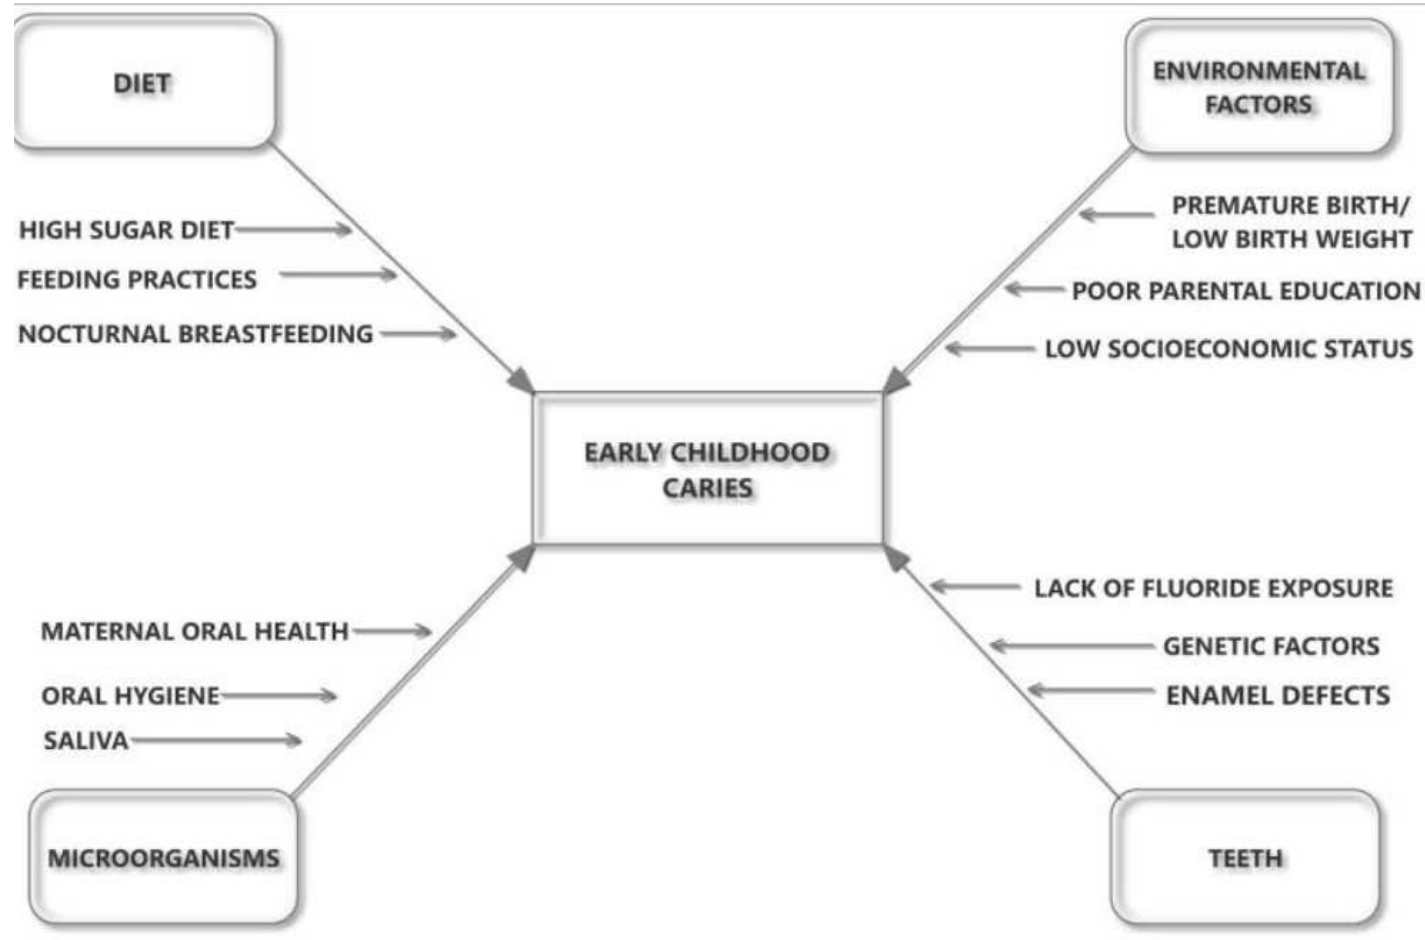 DIET
ENVIRONMENTAL
FACTORS
HIGH SUGAR DIET
FEEDING PRACTICES
NOCTURNAL BREASTFEEDING
PREMATURE BIRTH/
LOW BIRTH WEIGHT
POOR PARENTAL EDUCATION
LOW SOCIOECONOMIC STATUS
EARLY CHILDHOOD
CARIES
MATERNAL ORAL HEALTH
ORAL HYGIENE
SALIVA
LACK OF FLUORIDE EXPOSURE
GENETIC FACTORS
ENAMEL DEFECTS
MICROORGANISMS
TEETH